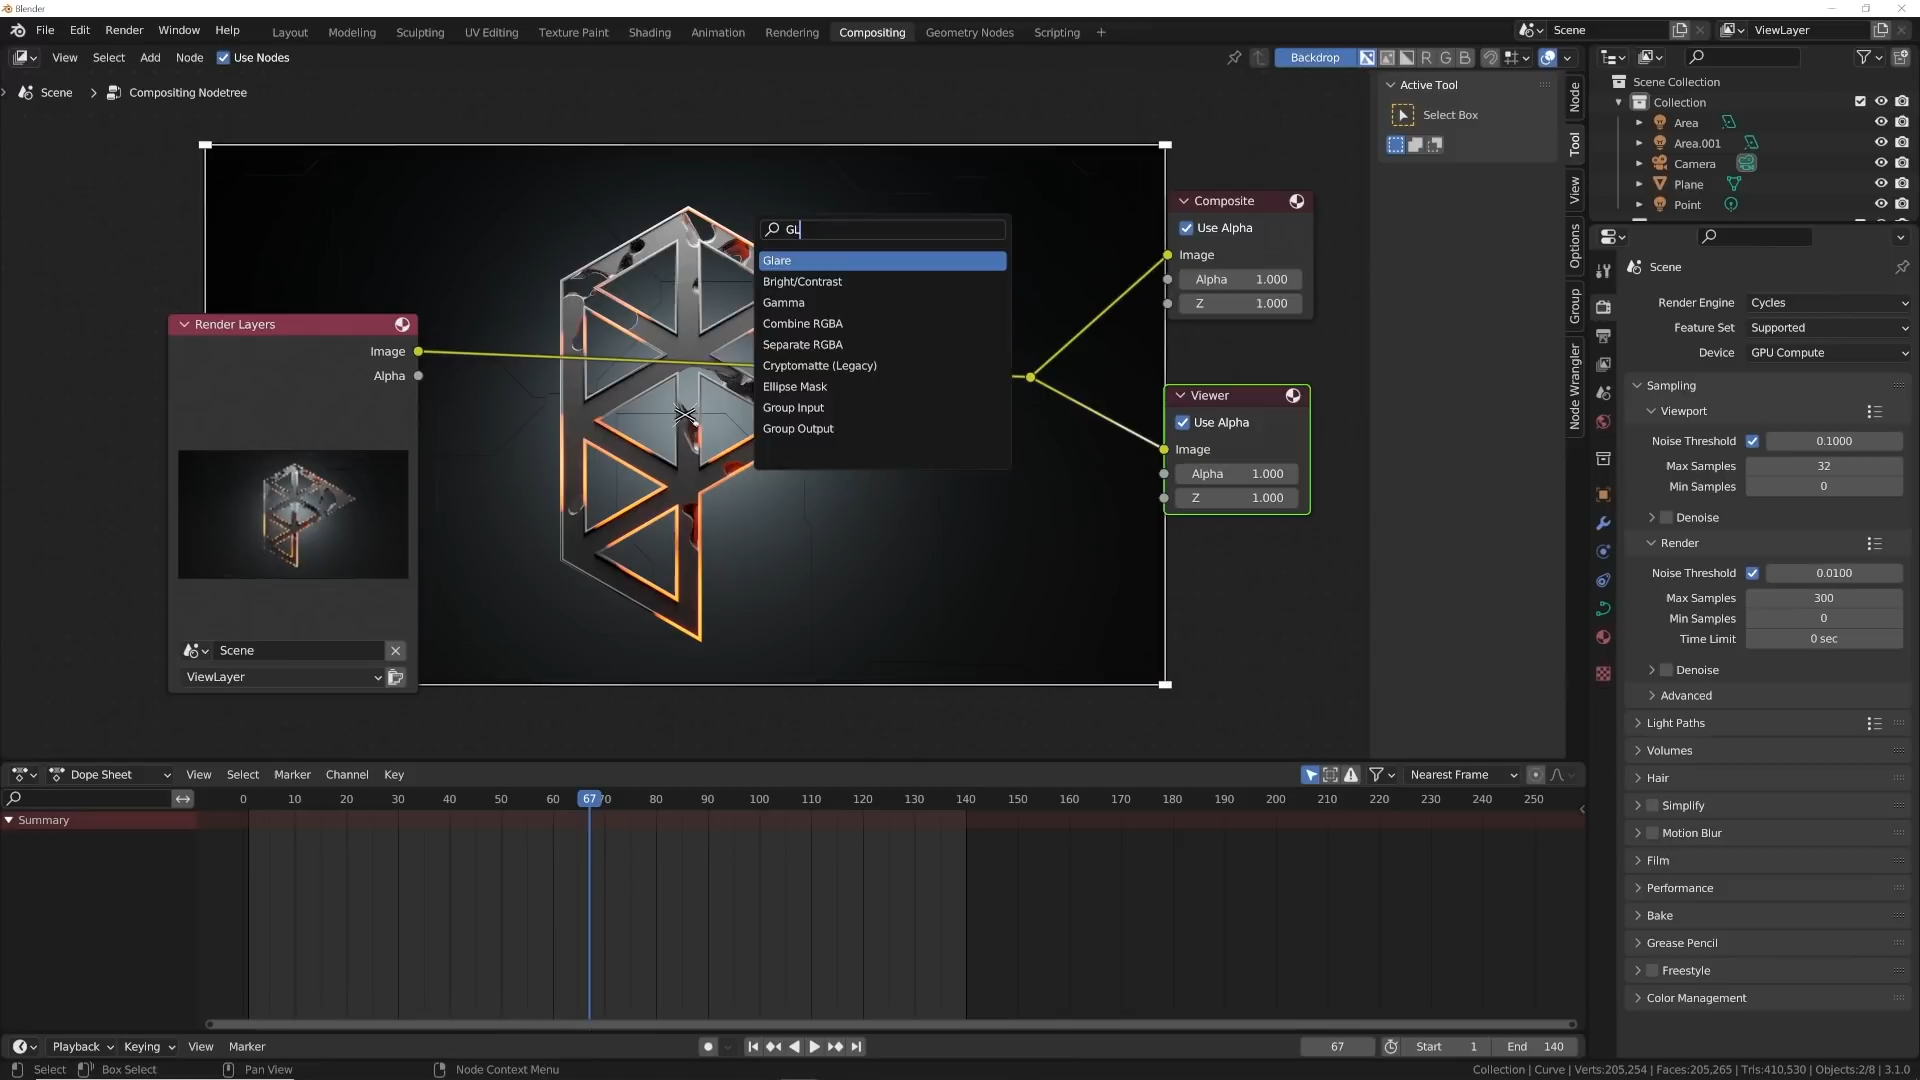 Blender
File Edit Render Window Help Layout Modeling Sculpting UV Editing Texture Paint Shading Animation Rendering Compositing Geometry Nodes Scripting + Scene ViewLayer
View Select Add Node Use Nodes Backdrop R G B
Scene > Compositing Nodetree
Active Tool
Select Box
Node
Tool
View
Options
Group
Node Wrangler
Scene Collection
Collection
Area
Area.001
Camera
Plane
Point
Render Layers
Image
Alpha
Scene
ViewLayer
GL
Glare
Bright/Contrast
Gamma
Combine RGBA
Separate RGBA
Cryptomatte (Legacy)
Ellipse Mask
Group Input
Group Output
Composite
Use Alpha
Image
Alpha 1.000
Z 1.000
Viewer
Use Alpha
Image
Alpha 1.000
Z 1.000
Scene
Render Engine Cycles
Feature Set Supported
Device GPU Compute
Sampling
Viewport
Noise Threshold 0.1000
Max Samples 32
Min Samples 0
Denoise
Render
Noise Threshold 0.0100
Max Samples 300
Min Samples 0
Time Limit 0 sec
Denoise
Advanced
Light Paths
Volumes
Hair
Simplify
Motion Blur
Film
Performance
Bake
Grease Pencil
Freestyle
Color Management
Dope Sheet View Select Marker Channel Key Nearest Frame
0 10 20 30 40 50 60 67 70 80 90 100 110 120 130 140 150 160 170 180 190 200 210 220 230 240 250
Summary
Playback Keying View Marker 67 Start 1 End 140
Select Box Select Pan View Node Context Menu Collection | Curve | Verts:205,254 | Faces:205,265 | Tris:410,530 | Objects:2/8 | 3.1.0